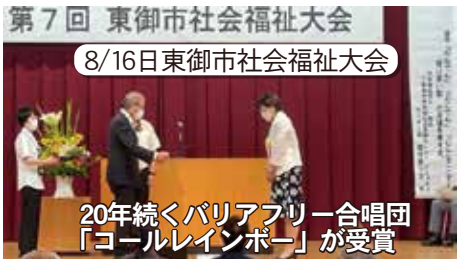 第7回 東御市社会福祉大会
8/16日東御市社会福祉大会
20年続くバリアフリー合唱団
「コールレインボー」が受賞